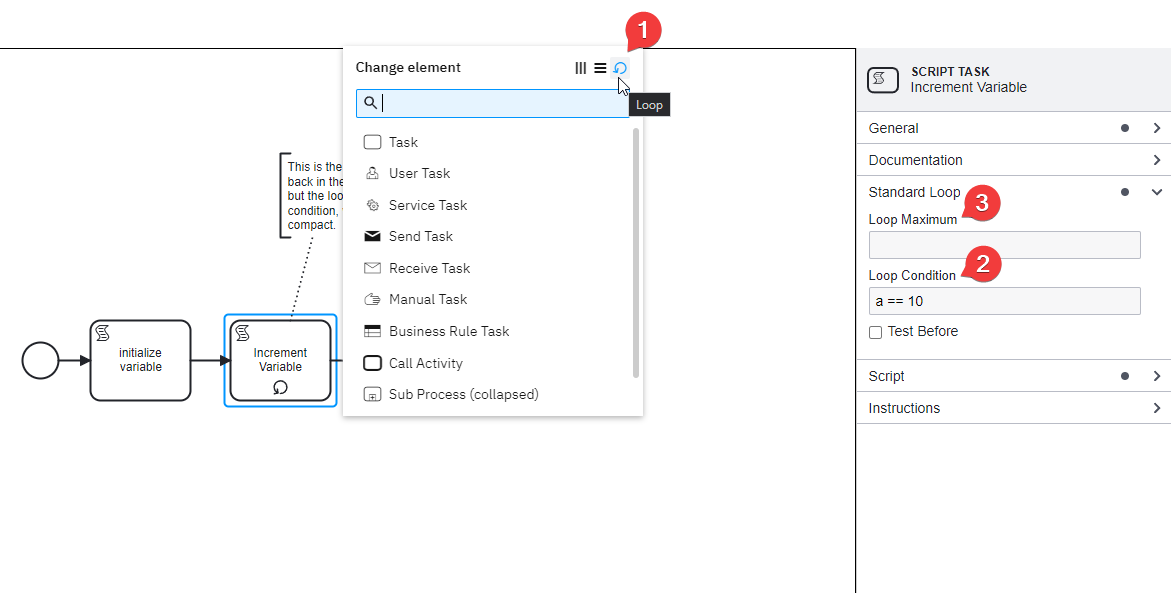 1
Change element
Loop
Task
User Task
Service Task
Send Task
Receive Task
Manual Task
Business Rule Task
Call Activity
Sub Process (collapsed)
This is the
back in the
but the loo
condition,
compact.
initialize
variable
Increment
Variable
SCRIPT TASK
Increment Variable
General
Documentation
Standard Loop
3
Loop Maximum
2
Loop Condition
a == 10
Test Before
Script
Instructions